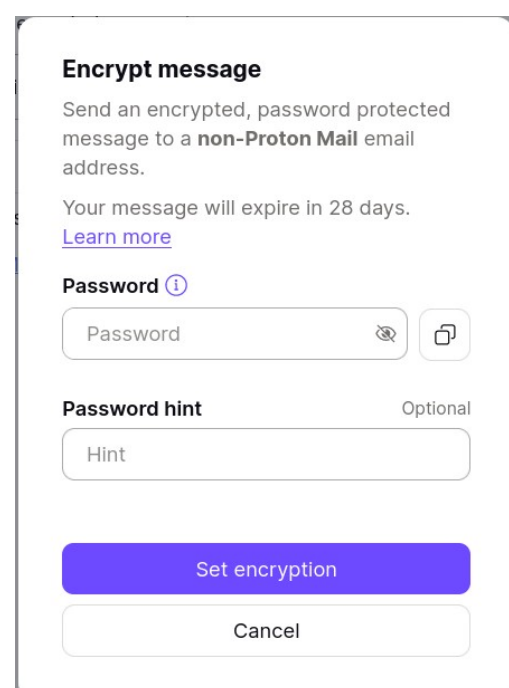 Encrypt message
Send an encrypted, password protected
message to a non-Proton Mail email
address.
Your message will expire in 28 days.
Learn more
Password
Password
Password hint Optional
Hint
Set encryption
Cancel